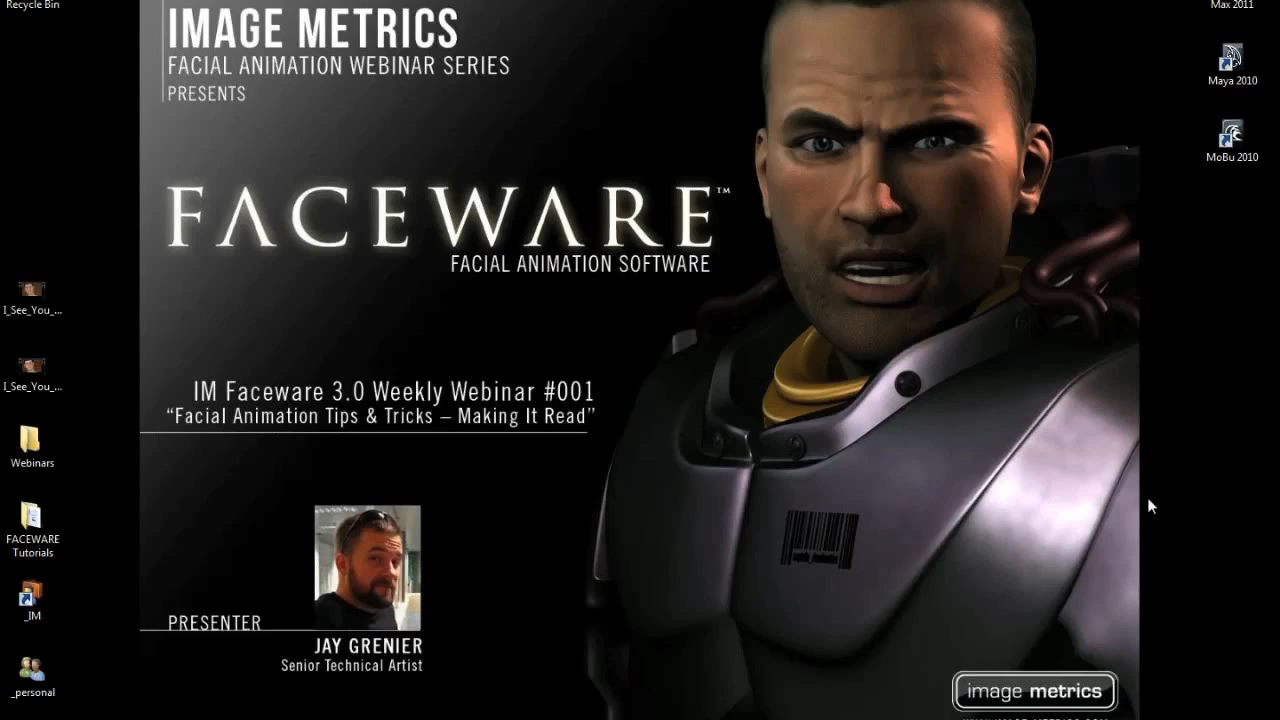 Recycle Bin
IMAGE METRICS
FACIAL ANIMATION WEBINAR SERIES
PRESENTS
Max 2011
Maya 2010
MoBu 2010
FACEWARE™
FACIAL ANIMATION SOFTWARE
I_See_You_...
I_See_You_...
Webinars
FACEWARE
Tutorials
_IM
_personal
IM Faceware 3.0 Weekly Webinar #001
“Facial Animation Tips & Tricks – Making It Read”
PRESENTER
JAY GRENIER
Senior Technical Artist
image metrics